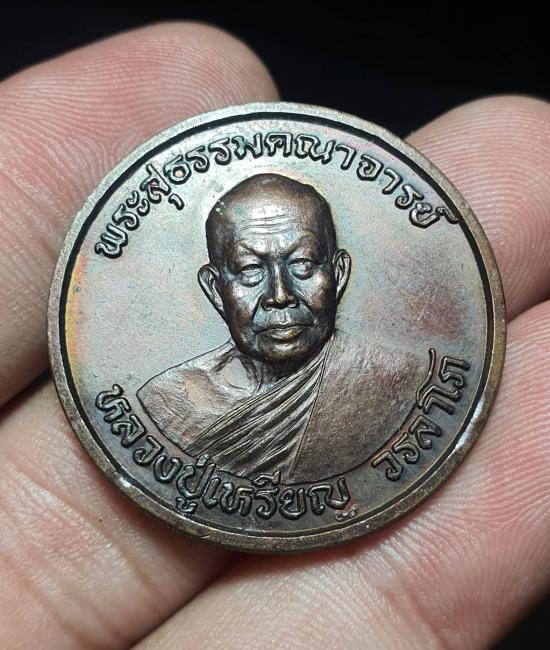 พระสุธรรมคณาจารย์
หลวงปู่เหรียญ วรลาโภ